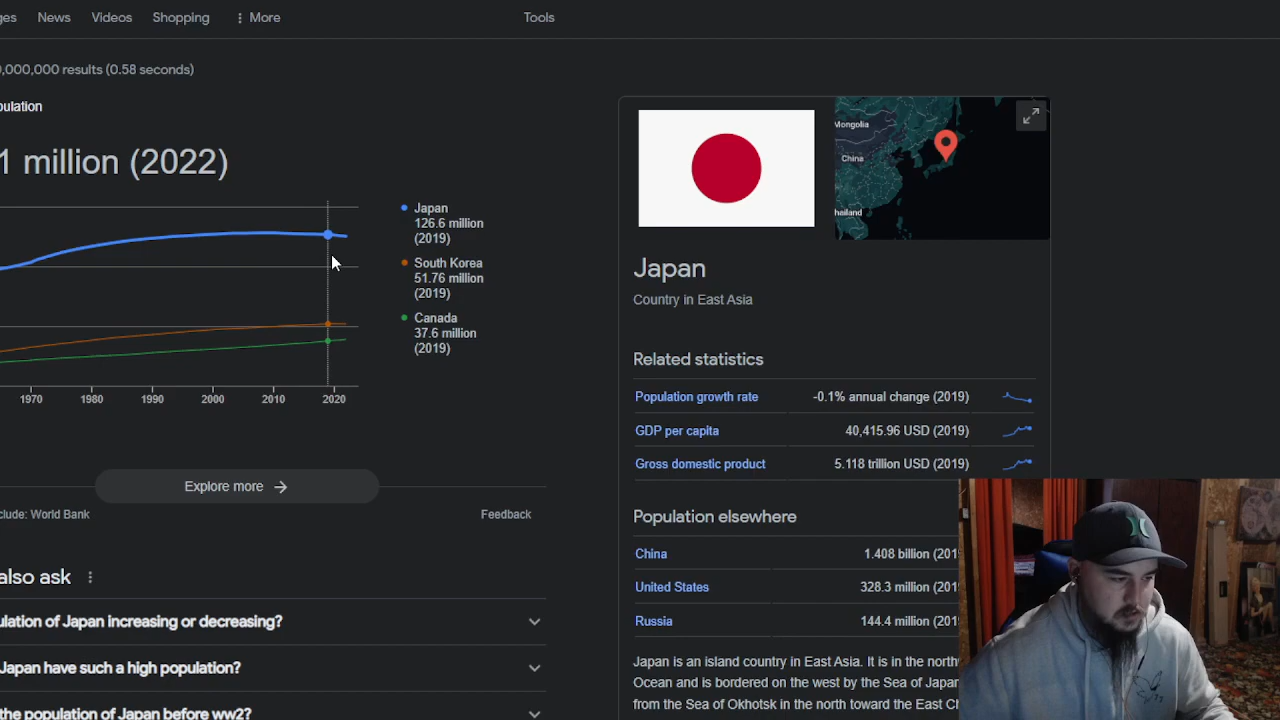 News Videos Shopping More Tools
,000,000 results (0.58 seconds)
ulation
1 million (2022)
Japan
126.6 million
(2019)
South Korea
51.76 million
(2019)
Canada
37.6 million
(2019)
1970 1980 1990 2000 2010 2020
Explore more
clude: World Bank
Feedback
also ask
ulation of Japan increasing or decreasing?
Japan have such a high population?
the population of Japan before ww2?
Mongolia
China
hailand
Japan
Country in East Asia
Related statistics
Population growth rate -0.1% annual change (2019)
GDP per capita 40,415.96 USD (2019)
Gross domestic product 5.118 trillion USD (2019)
Population elsewhere
China 1.408 billion (201
United States 328.3 million (201
Russia 144.4 million (201
Japan is an island country in East Asia. It is in the north
Ocean and is bordered on the west by the Sea of Japan
from the Sea of Okhotsk in the north toward the East Ch